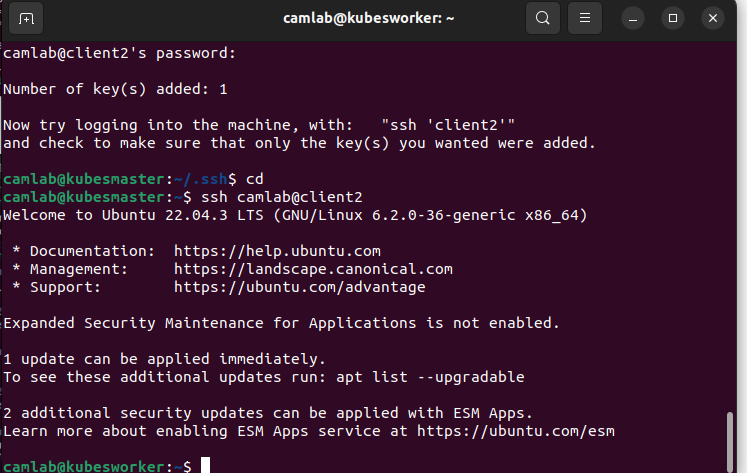 camlab@kubesworker: ~
camlab@client2's password:
Number of key(s) added: 1
Now try logging into the machine, with:   "ssh 'client2'"
and check to make sure that only the key(s) you wanted were added.
camlab@kubesmaster:~/.ssh$ cd
camlab@kubesmaster:~$ ssh camlab@client2
Welcome to Ubuntu 22.04.3 LTS (GNU/Linux 6.2.0-36-generic x86_64)
 * Documentation:  https://help.ubuntu.com
 * Management:     https://landscape.canonical.com
 * Support:        https://ubuntu.com/advantage
Expanded Security Maintenance for Applications is not enabled.
1 update can be applied immediately.
To see these additional updates run: apt list --upgradable
2 additional security updates can be applied with ESM Apps.
Learn more about enabling ESM Apps service at https://ubuntu.com/esm
camlab@kubesworker:~$